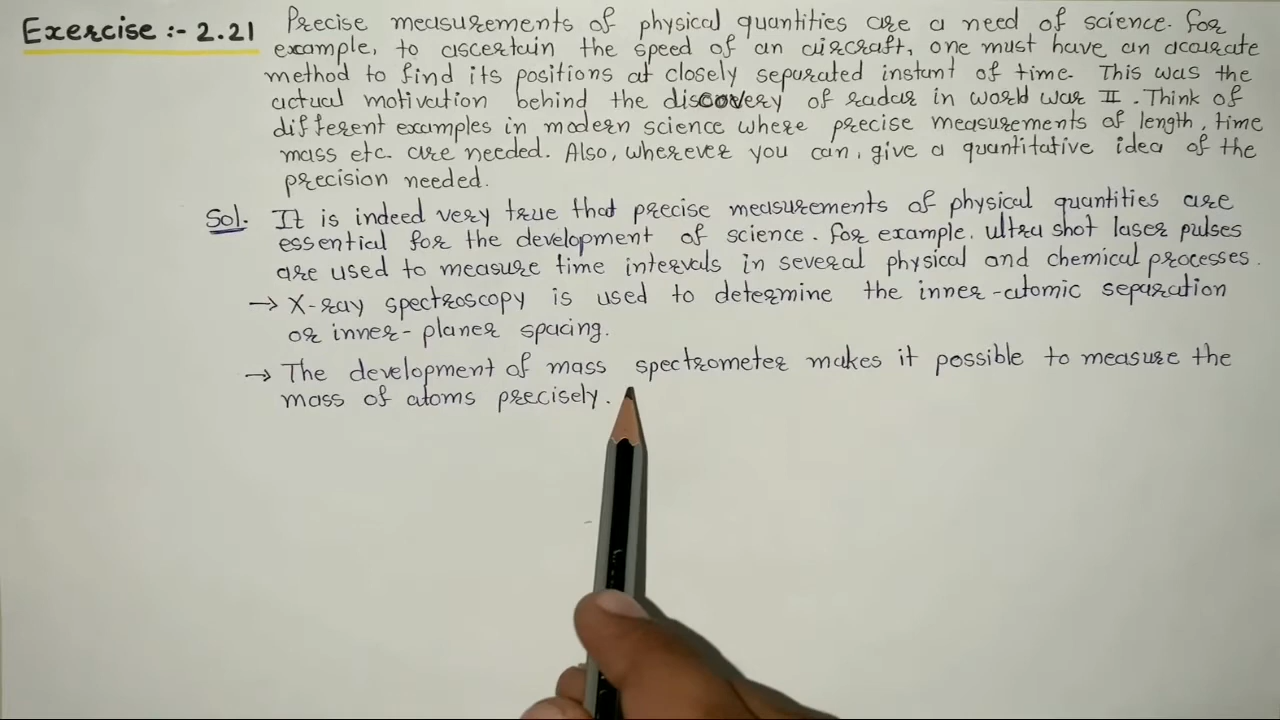 Exercise :- 2.21 Precise measurements of physical quantities are a need of science. For
example, to ascertain the speed of an aircraft, one must have an accurate
method to find its positions at closely separated instant of time. This was the
actual motivation behind the discovery of radar in world war II. Think of
different examples in modern science where precise measurements of length, time
mass etc. are needed. Also, wherever you can, give a quantitative idea of the
precision needed.
Sol. It is indeed very true that precise measurements of physical quantities are
essential for the development of science. For example. ultra shot laser pulses
are used to measure time intervals in several physical and chemical processes.
→ X-ray spectroscopy is used to determine the inner-atomic separation
or inner-planer spacing.
→ The development of mass spectrometer makes it possible to measure the
mass of atoms precisely.